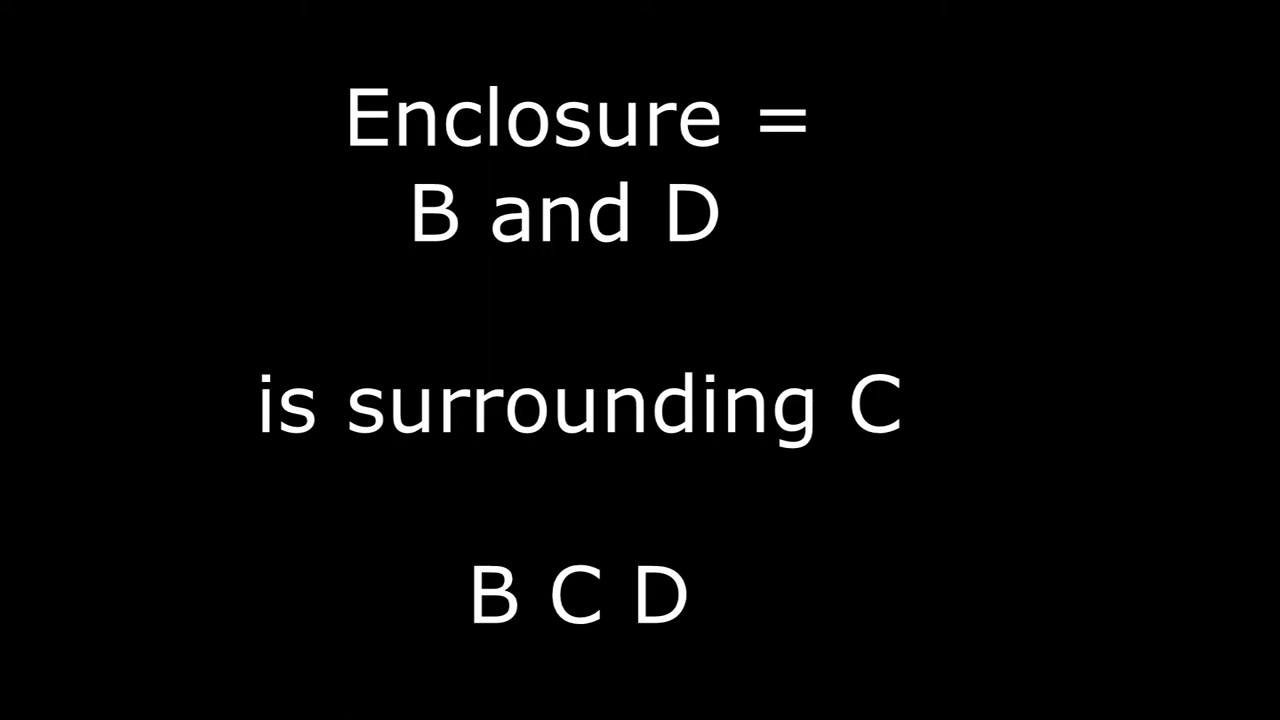 Enclosure =
B and D
is surrounding C
B C D